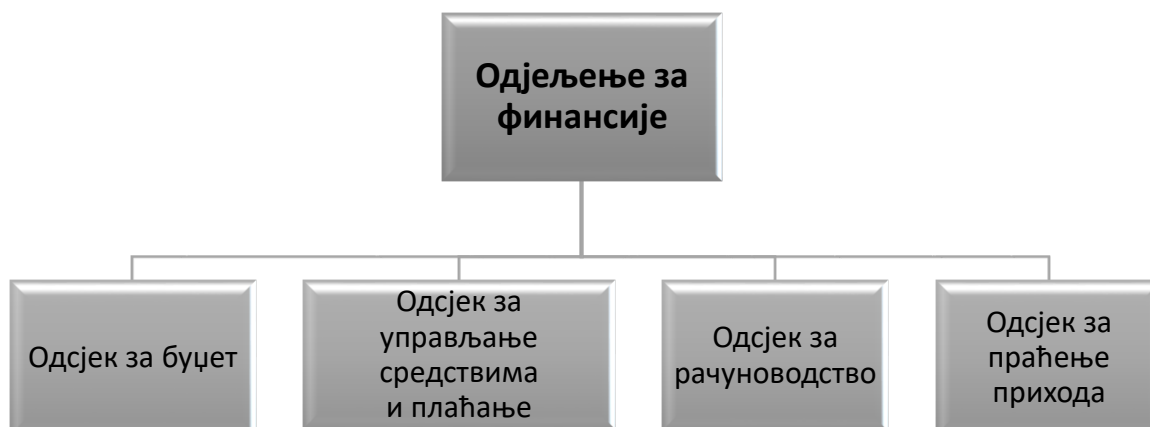 Одјељење за
финансије
Одсјек за буџет
Одсјек за
управљање
средствима
и плаћање
Одсјек за
рачуноводство
Одсјек за
праћење
прихода